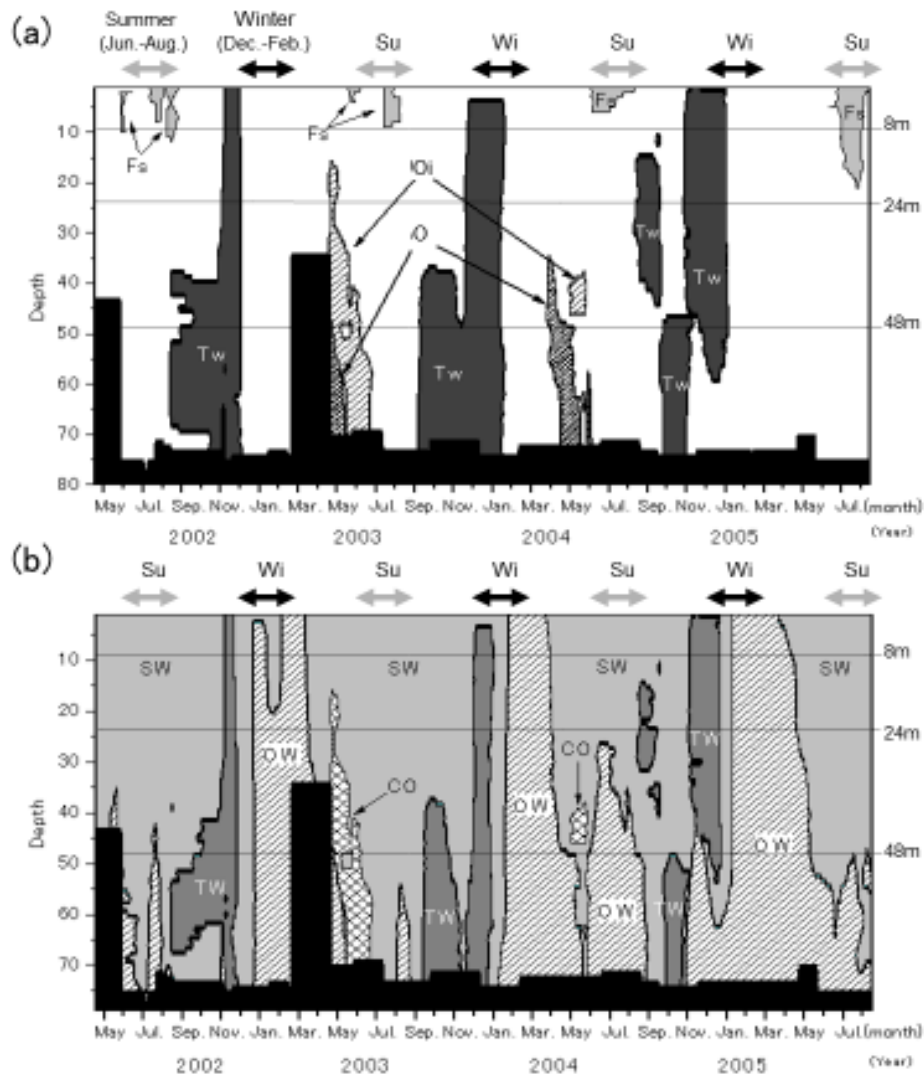 (a)
Summer Winter
(Jun.-Aug.) (Dec.-Feb.) Su Wi Su Wi Su
Fs Fs Fs Fs
10 8m
20 24m
Oi
30
O
Tw
40 Tw
Depth
50 48m
Tw Tw Tw
60
70
80
May Jul. Sep. Nov. Jan. Mar. May Jul. Sep. Nov. Jan. Mar. May Jul. Sep. Nov. Jan. Mar. May Jul. (month)
2002 2003 2004 2005 (Year)
(b)
Su Wi Su Wi Su Wi Su
10 8m
SW SW SW SW
20 24m
OW TW
30
CO CO
40 OW
Depth
50 48m
TW OW
60 TW OW TW
70
May Jul. Sep. Nov. Jan. Mar. May Jul. Sep. Nov. Jan. Mar. May Jul. Sep. Nov. Jan. Mar. May Jul. (month)
2002 2003 2004 2005 (Year)